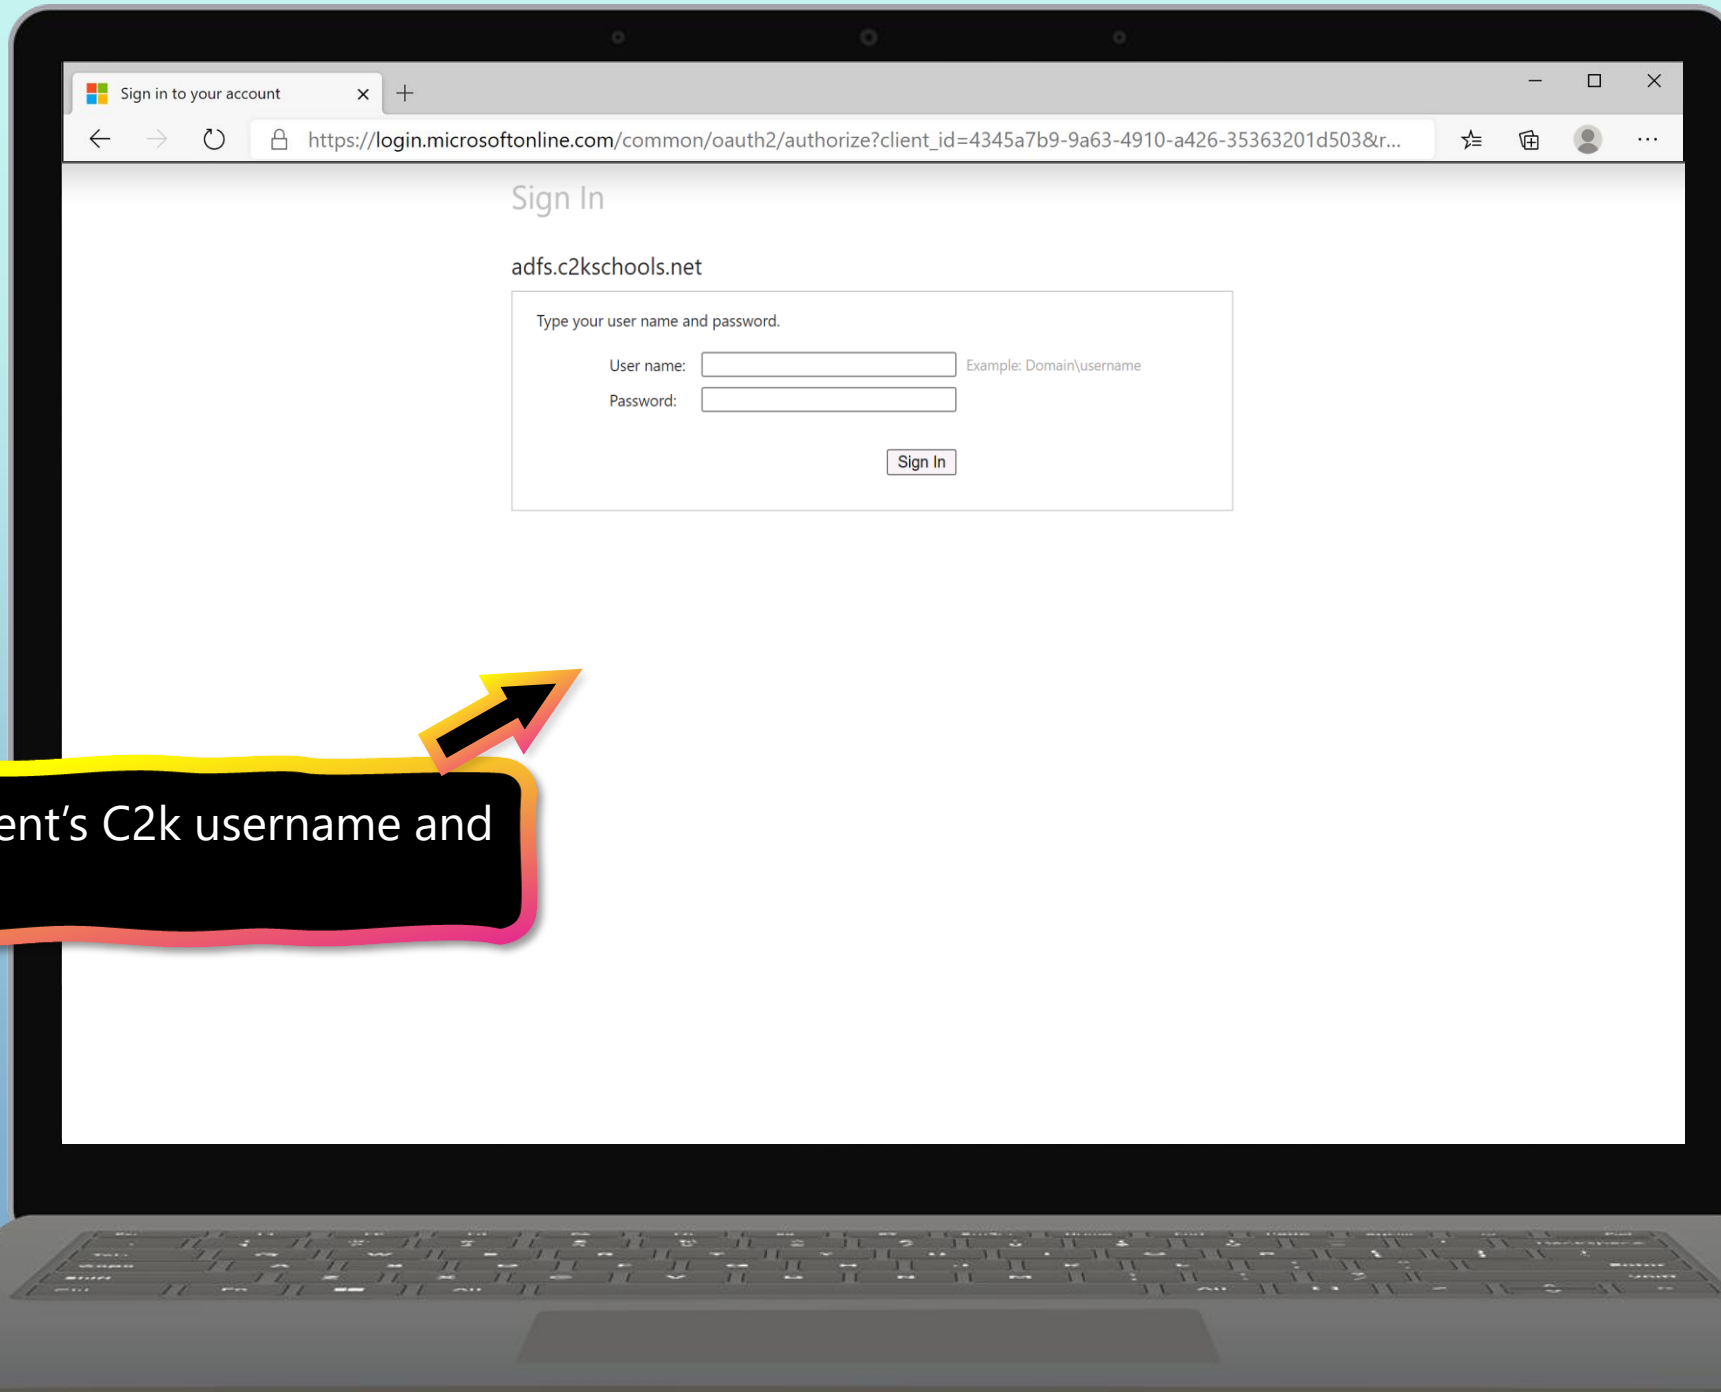 Sign in to your account
https://login.microsoftonline.com/common/oauth2/authorize?client_id=4345a7b9-9a63-4910-a426-35363201d503&r...
Sign In
adfs.c2kschools.net
Type your user name and password.
User name:
Example: Domain\username
Password:
Sign In
ent’s C2k username and